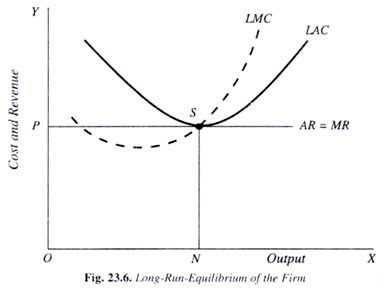 Y
LMC
LAC
S
P
AR = MR
Cost and Revenue
O
N
Output
X
Fig. 23.6. Long-Run-Equilibrium of the Firm